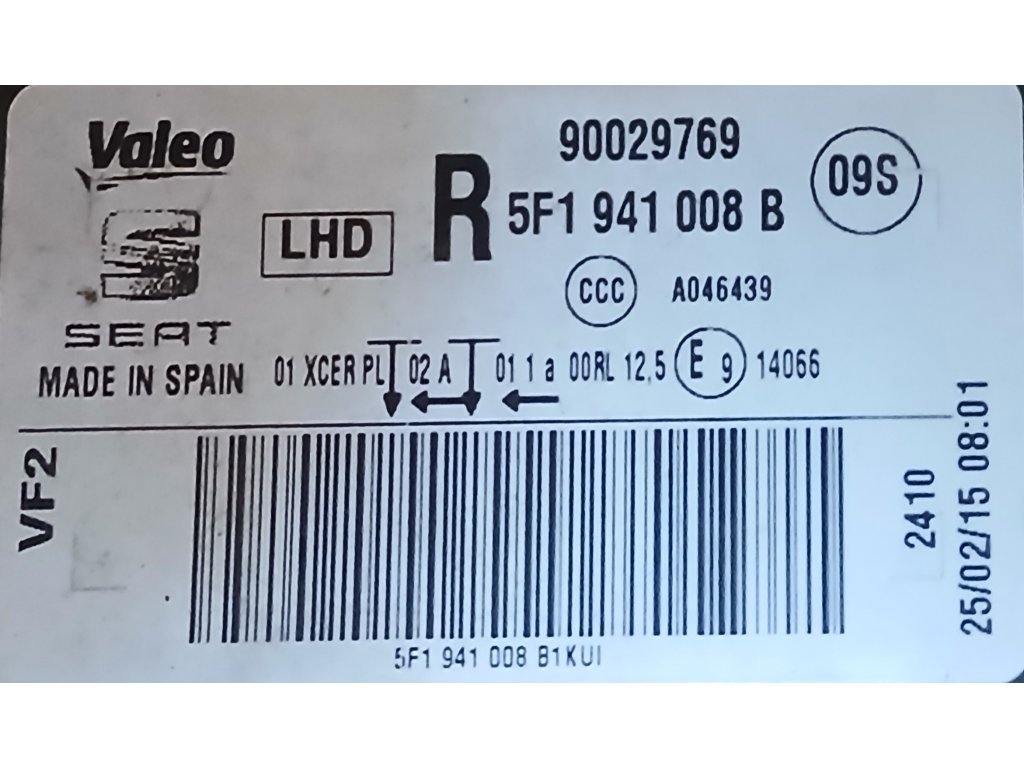 Valeo
SEAT
MADE IN SPAIN
LHD
R
90029769
5F1 941 008 B
09S
CCC A046439
01 XCER PL 02 A 01 1 a 00RL 12,5 E 9 14066
VF2
2410
25/02/15 08:01
5F1 941 008 B1KUI